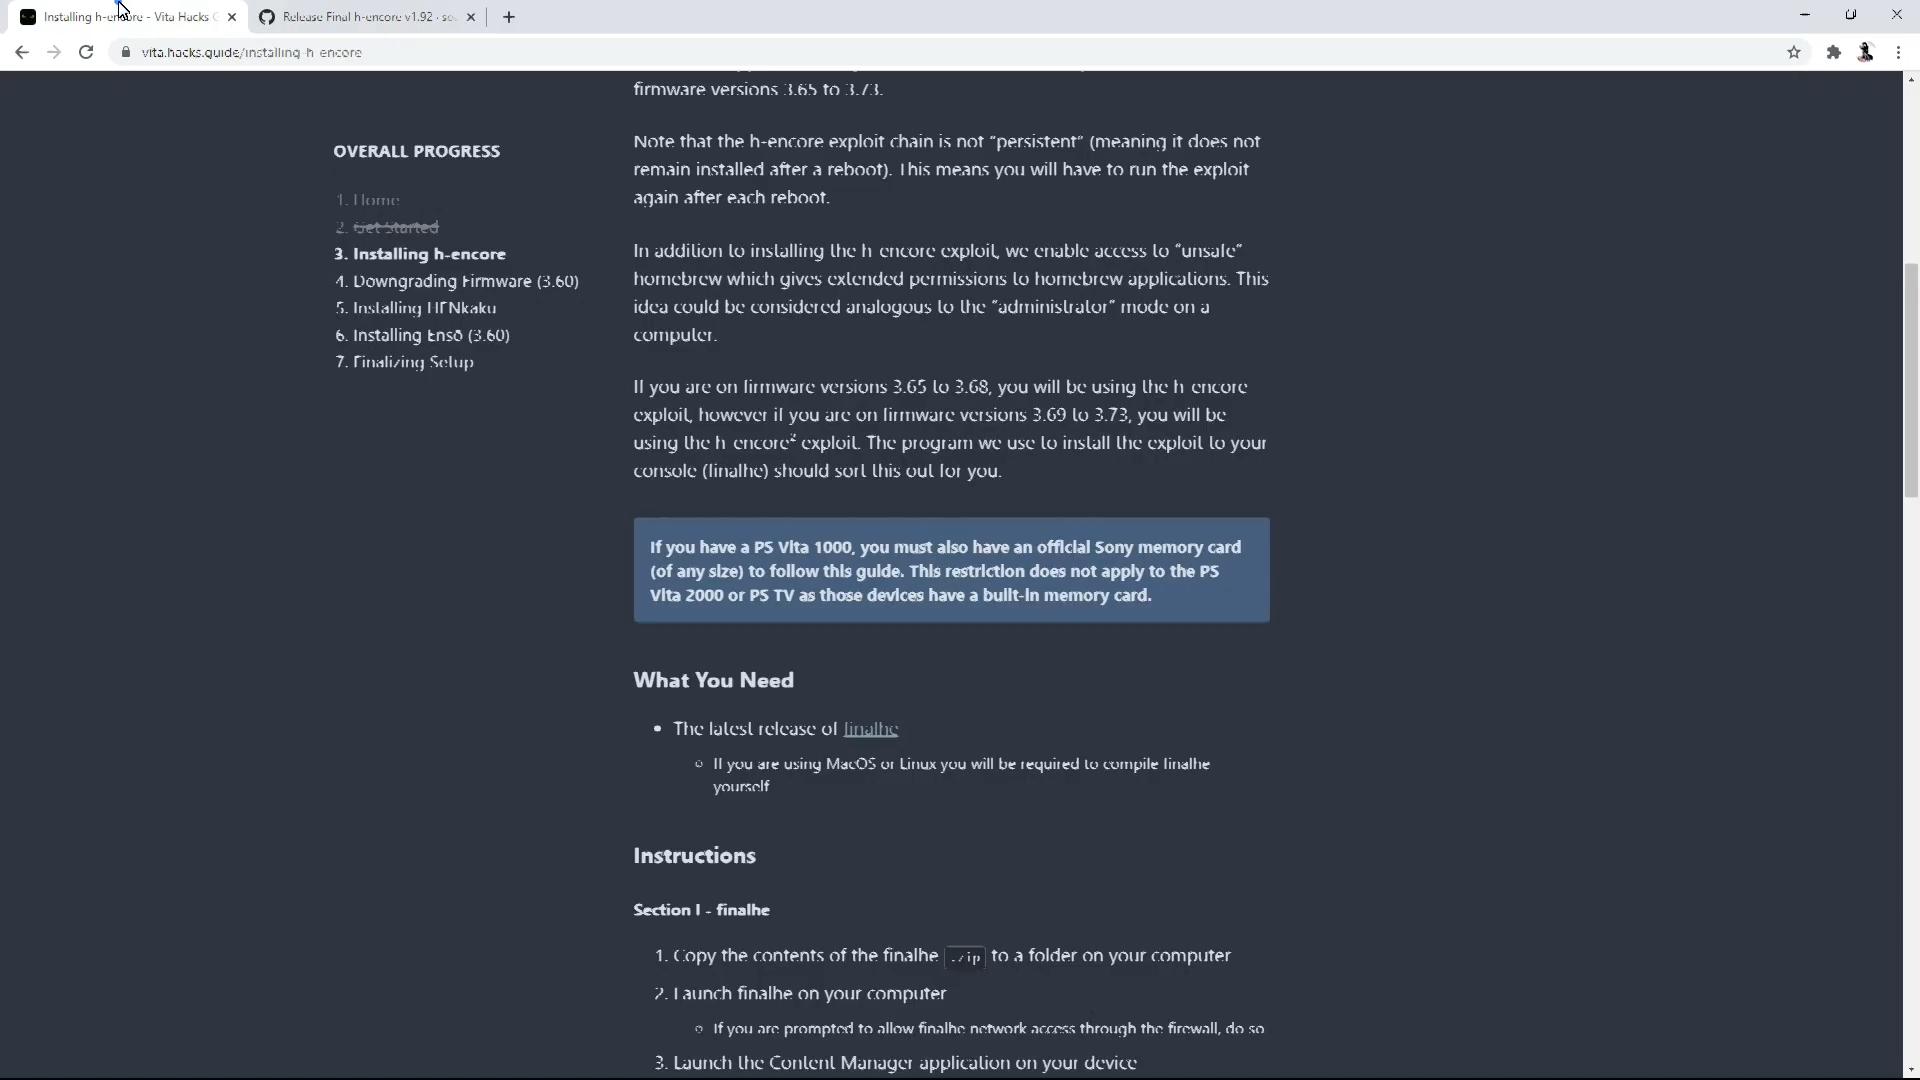 Installing h-encore - Vita Hacks G
Release Final h-encore v1.92 · so
vita.hacks.guide/installing-h-encore
firmware versions 3.65 to 3.73.
OVERALL PROGRESS
1. Home
2. Get Started
3. Installing h-encore
4. Downgrading Firmware (3.60)
5. Installing HENkaku
6. Installing Ensō (3.60)
7. Finalizing Setup
Note that the h-encore exploit chain is not “persistent” (meaning it does not
remain installed after a reboot). This means you will have to run the exploit
again after each reboot.
In addition to installing the h-encore exploit, we enable access to “unsafe”
homebrew which gives extended permissions to homebrew applications. This
idea could be considered analogous to the “administrator” mode on a
computer.
If you are on firmware versions 3.65 to 3.68, you will be using the h-encore
exploit, however if you are on firmware versions 3.69 to 3.73, you will be
using the h-encore² exploit. The program we use to install the exploit to your
console (finalhe) should sort this out for you.
If you have a PS Vita 1000, you must also have an official Sony memory card
(of any size) to follow this guide. This restriction does not apply to the PS
Vita 2000 or PS TV as those devices have a built-in memory card.
What You Need
• The latest release of finalhe
○ If you are using MacOS or Linux you will be required to compile finalhe
yourself
Instructions
Section I - finalhe
1. Copy the contents of the finalhe .zip to a folder on your computer
2. Launch finalhe on your computer
○ If you are prompted to allow finalhe network access through the firewall, do so
3. Launch the Content Manager application on your device